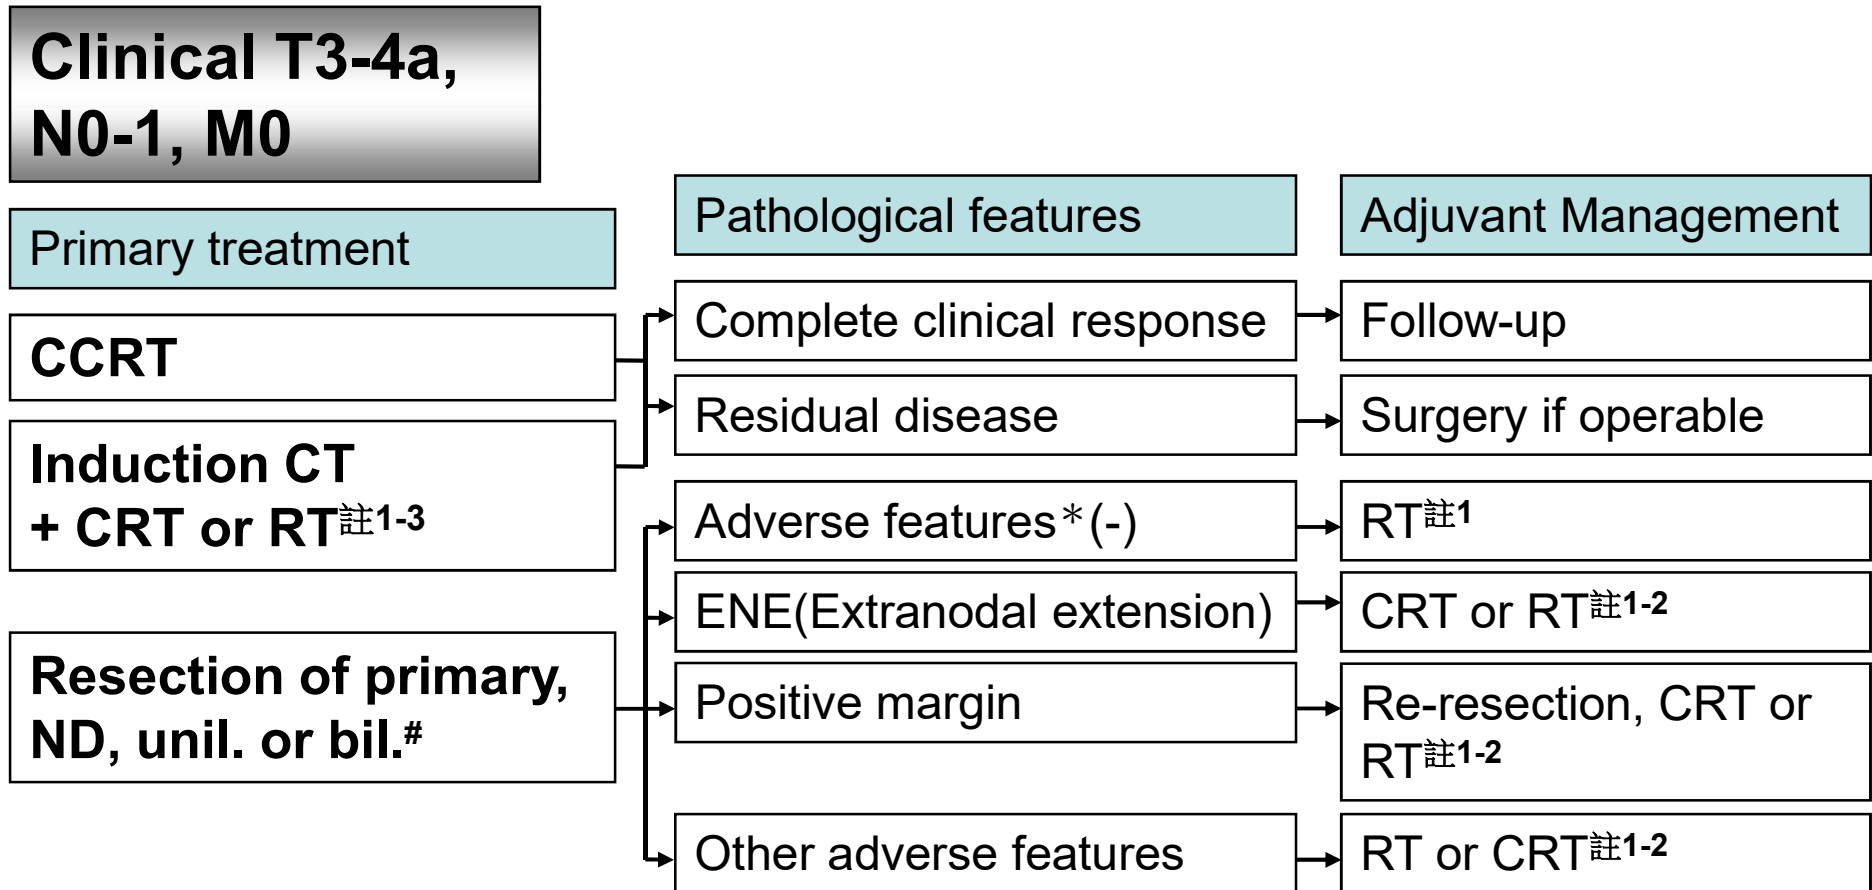 Clinical T3-4a,
N0-1, M0
Primary treatment
Pathological features
Adjuvant Management
CCRT
Induction CT
+ CRT or RT註1-3
Complete clinical response
Follow-up
Residual disease
Surgery if operable
Resection of primary,
ND, unil. or bil.#
Adverse features*(-)
RT註1
ENE(Extranodal extension)
CRT or RT註1-2
Positive margin
Re-resection, CRT or
RT註1-2
Other adverse features
RT or CRT註1-2